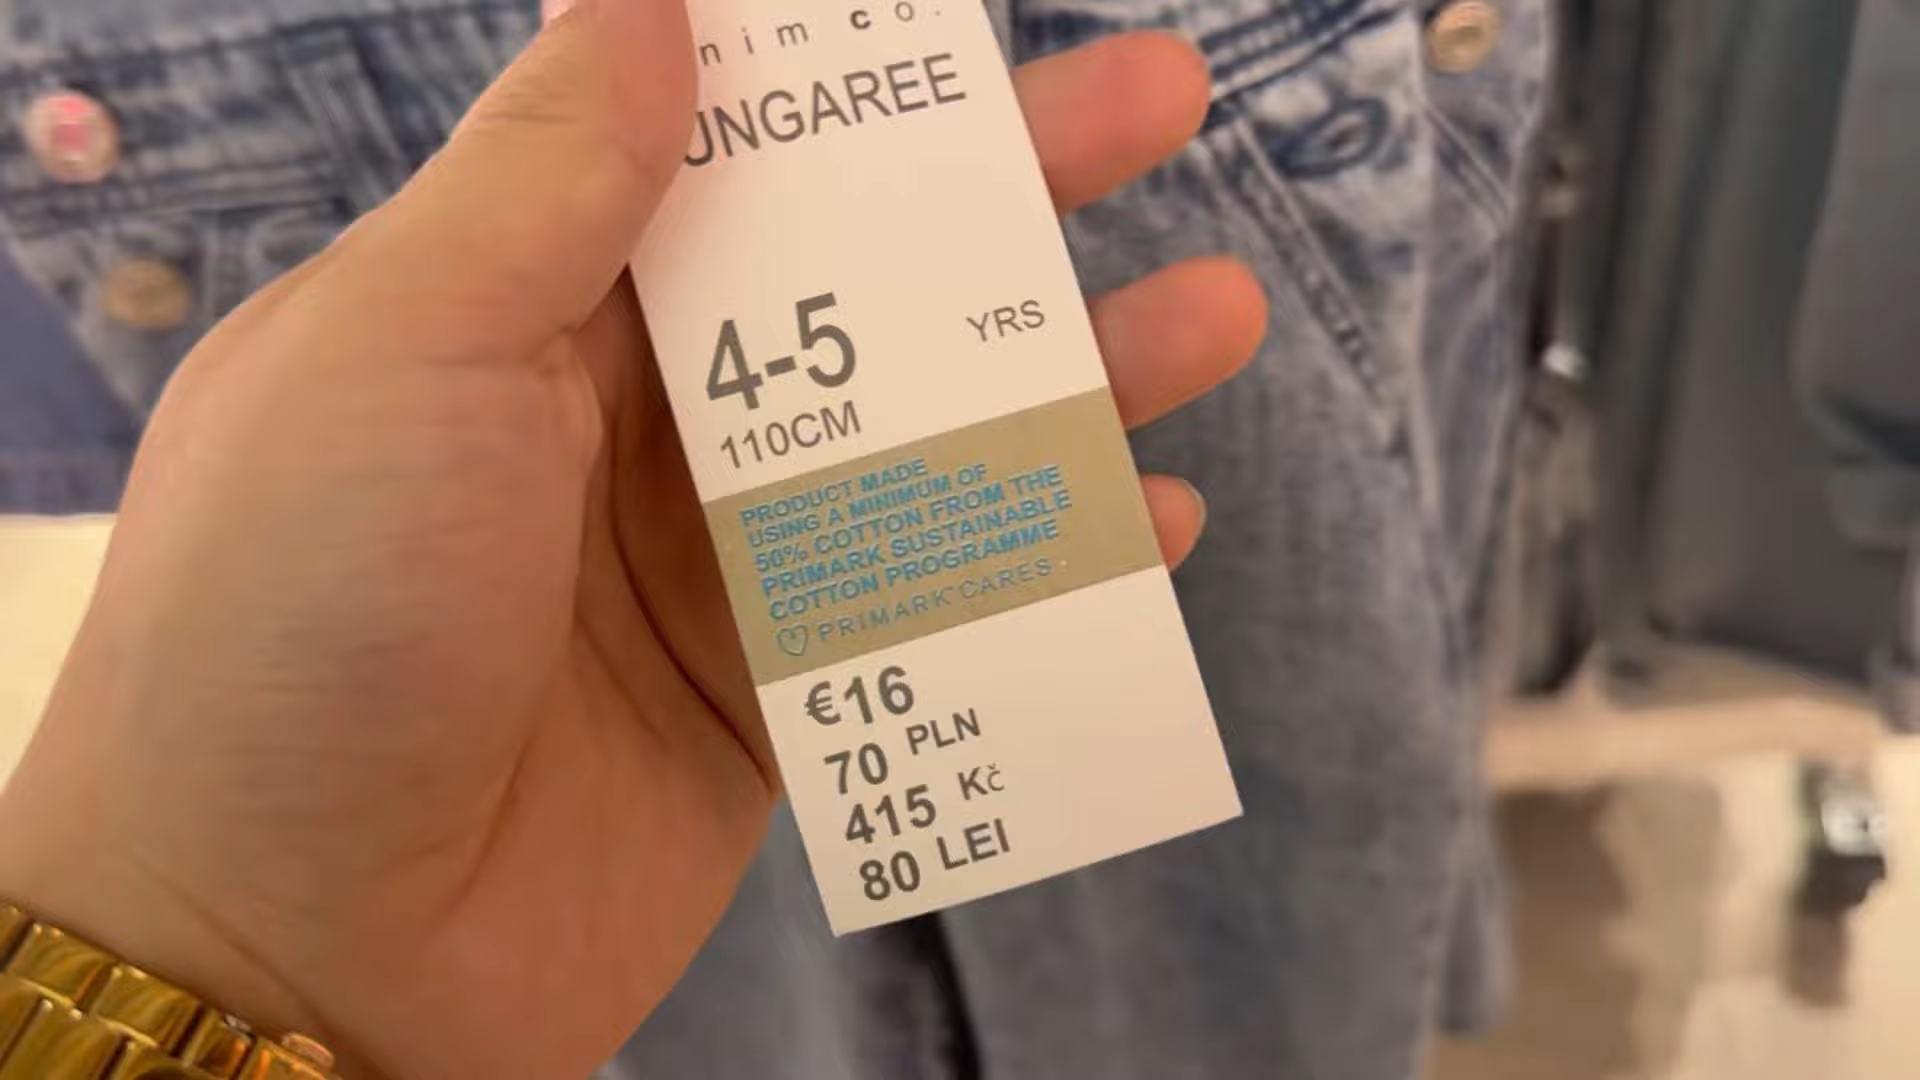 nim co.
UNGAREE
4-5 YRS
110CM
PRODUCT MADE
USING A MINIMUM OF
50% COTTON FROM THE
PRIMARK SUSTAINABLE
COTTON PROGRAMME
PRIMARK CARES
€16
70 PLN
415 Kč
80 LEI